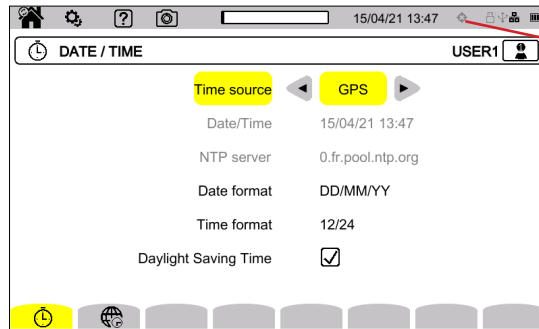 15/04/21 13:47
DATE / TIME USER1
Time source GPS
Date/Time 15/04/21 13:47
NTP server 0.fr.pool.ntp.org
Date format DD/MM/YY
Time format 12/24
Daylight Saving Time